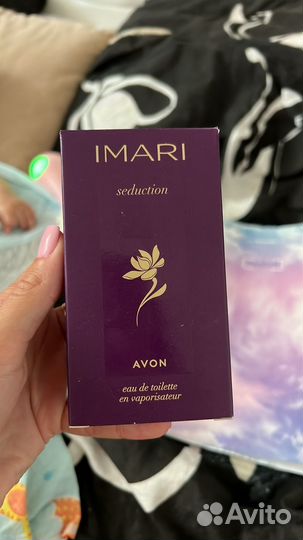 IMARI
seduction
AVON
eau de toilette
en vaporisateur
Avito